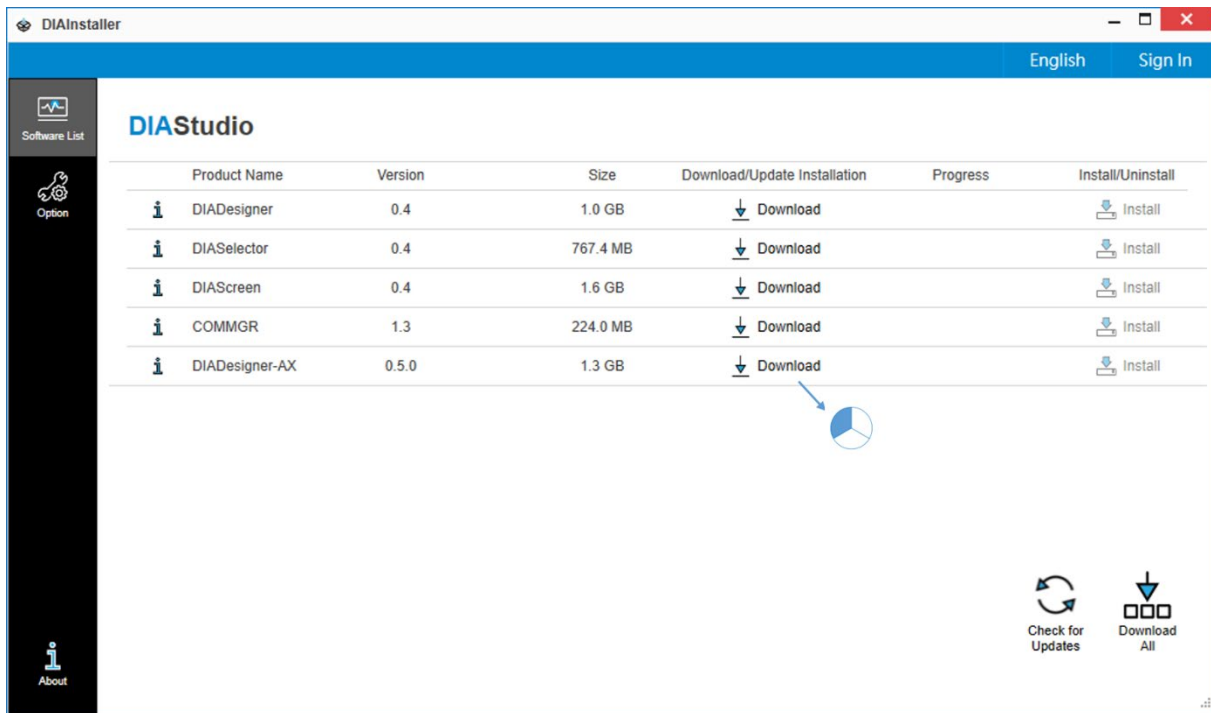 DIAInstaller
English Sign In
Software List
Option
About
DIAStudio
Product Name Version Size Download/Update Installation Progress Install/Uninstall
DIADesigner 0.4 1.0 GB Download Install
DIASelector 0.4 767.4 MB Download Install
DIAScreen 0.4 1.6 GB Download Install
COMMGR 1.3 224.0 MB Download Install
DIADesigner-AX 0.5.0 1.3 GB Download Install
Check for
Updates
Download
All